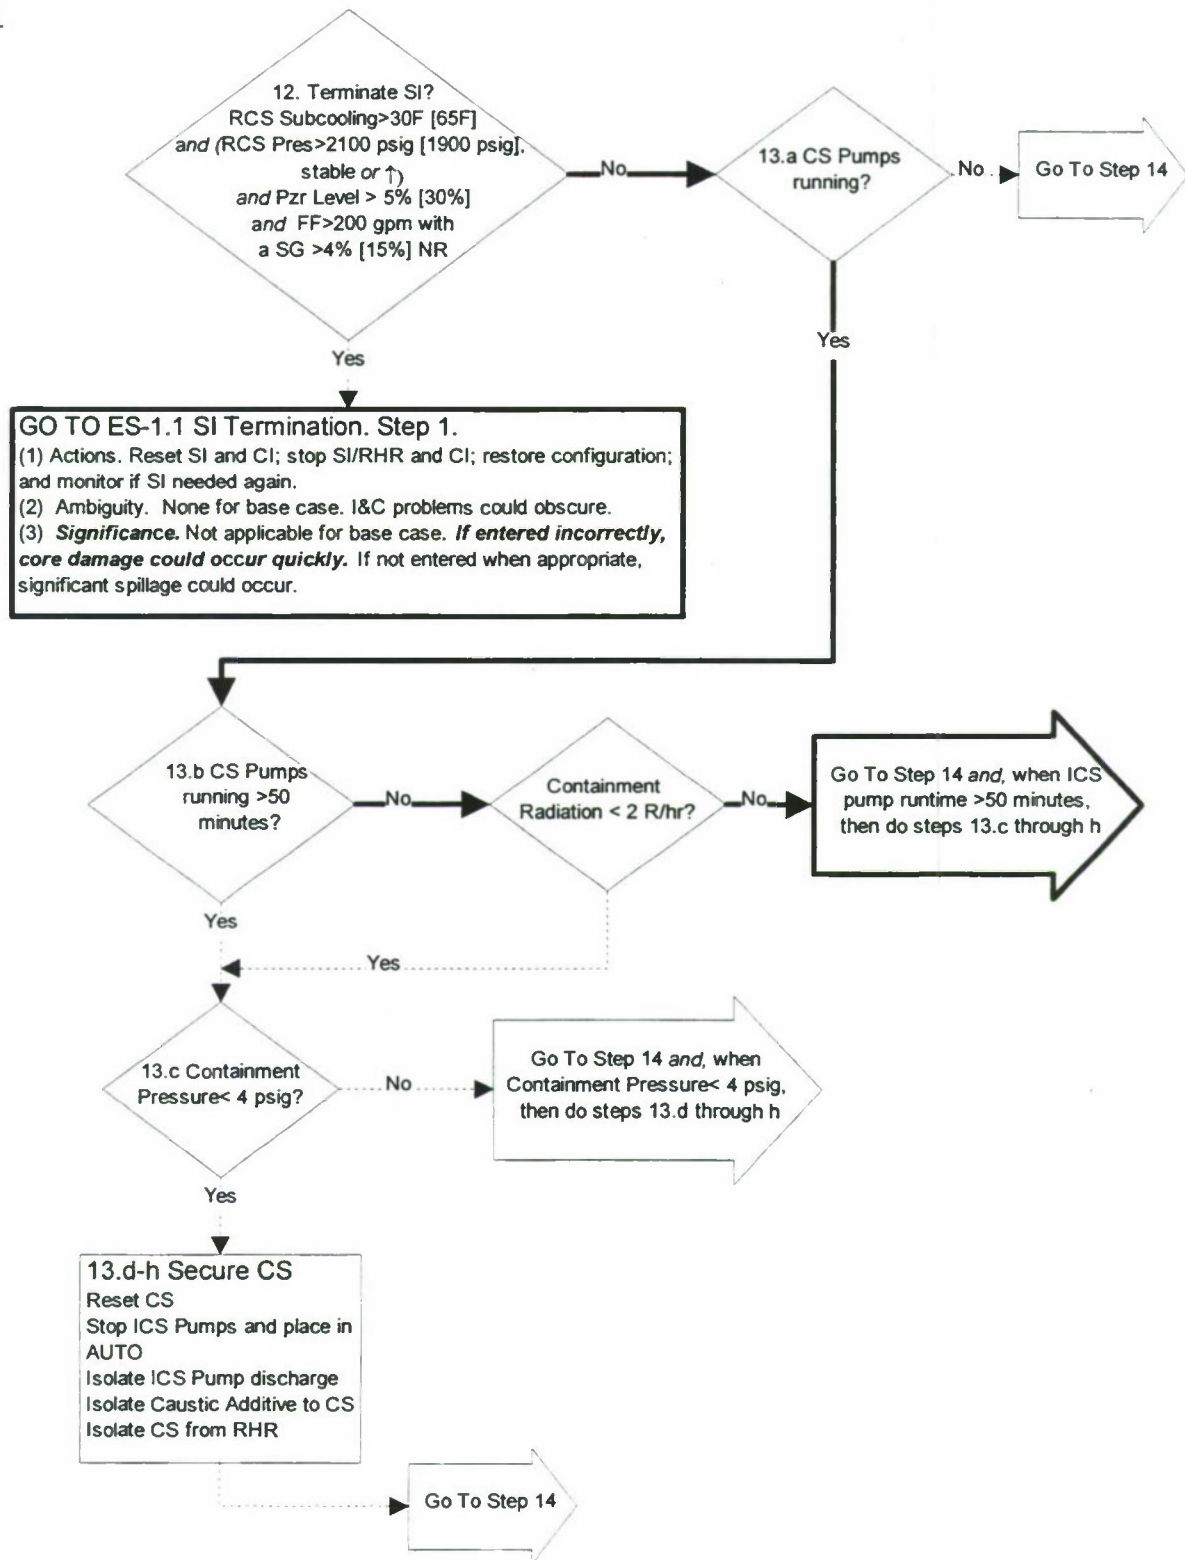 12. Terminate SI?
RCS Subcooling>30F [65F]
and (RCS Pres>2100 psig [1900 psig],
stable or ↑)
and Pzr Level > 5% [30%]
and FF>200 gpm with
a SG >4% [15%] NR
No
13.a CS Pumps
running?
No
Go To Step 14
Yes
Yes
GO TO ES-1.1 SI Termination. Step 1.
(1) Actions. Reset SI and CI; stop SI/RHR and CI; restore configuration;
and monitor if SI needed again.
(2) Ambiguity. None for base case. I&C problems could obscure.
(3) Significance. Not applicable for base case. If entered incorrectly,
core damage could occur quickly. If not entered when appropriate,
significant spillage could occur.
13.b CS Pumps
running >50
minutes?
No
Containment
Radiation < 2 R/hr?
No
Go To Step 14 and, when ICS
pump runtime >50 minutes,
then do steps 13.c through h
Yes
Yes
13.c Containment
Pressure< 4 psig?
No
Go To Step 14 and, when
Containment Pressure< 4 psig,
then do steps 13.d through h
Yes
13.d-h Secure CS
Reset CS
Stop ICS Pumps and place in
AUTO
Isolate ICS Pump discharge
Isolate Caustic Additive to CS
Isolate CS from RHR
Go To Step 14